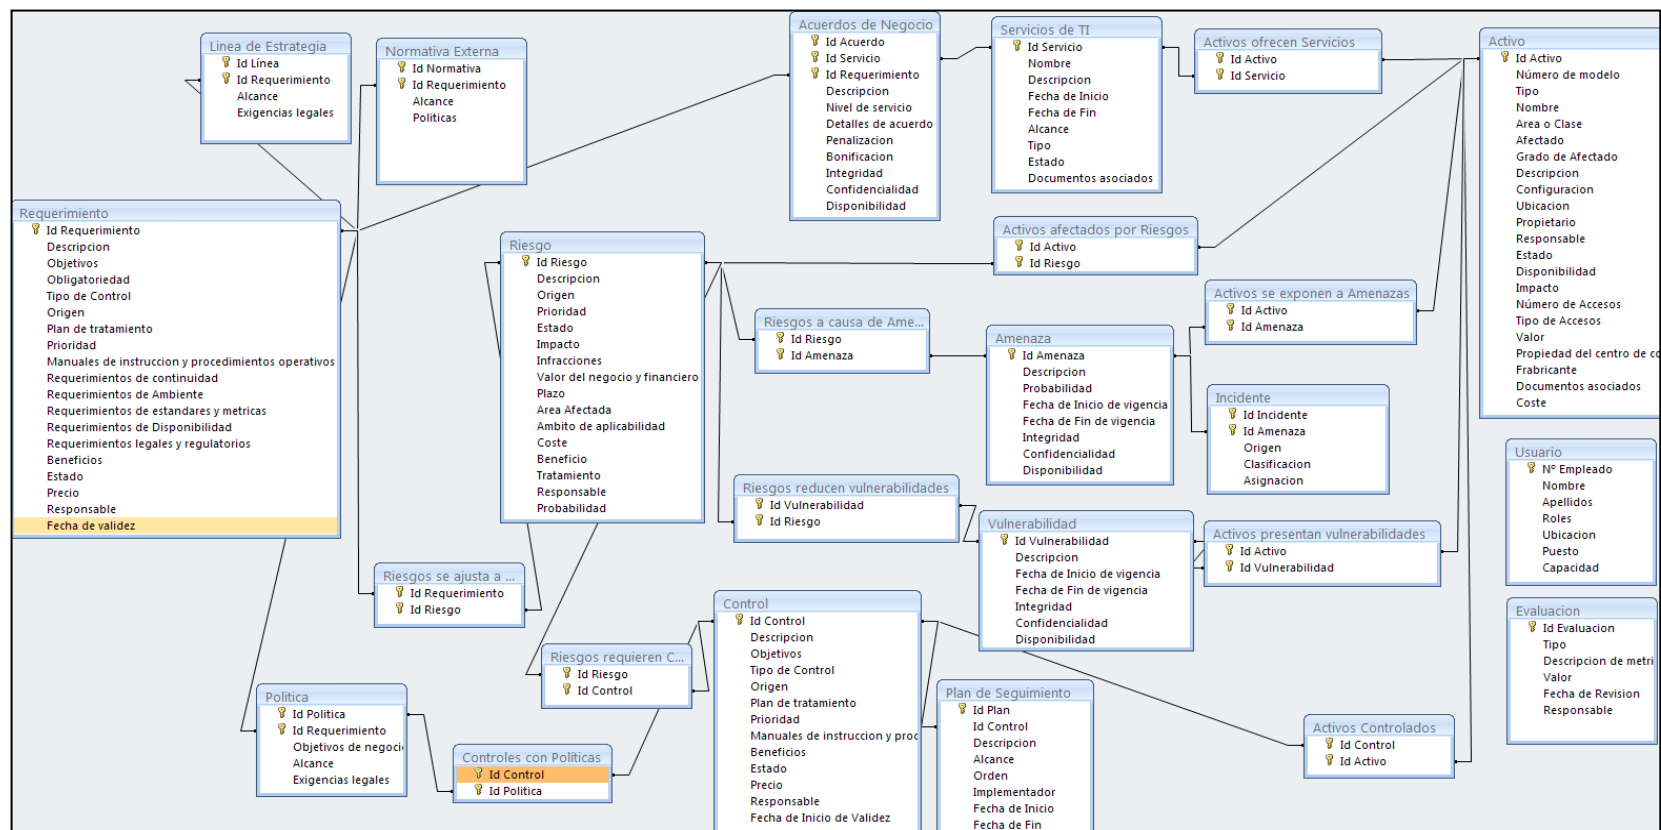 Linea de Estrategia
Id Línea
Id Requerimiento
Alcance
Exigencias legales
Normativa Externa
Id Normativa
Id Requerimiento
Alcance
Politicas
Acuerdos de Negocio
Id Acuerdo
Id Servicio
Id Requerimiento
Descripcion
Nivel de servicio
Detalles de acuerdo
Penalizacion
Bonificacion
Integridad
Confidencialidad
Disponibilidad
Servicios de TI
Id Servicio
Nombre
Descripcion
Fecha de Inicio
Fecha de Fin
Alcance
Tipo
Estado
Documentos asociados
Activos ofrecen Servicios
Id Activo
Id Servicio
Activo
Id Activo
Número de modelo
Tipo
Nombre
Area o Clase
Afectado
Grado de Afectado
Descripcion
Configuracion
Ubicacion
Propietario
Responsable
Estado
Disponibilidad
Impacto
Número de Accesos
Tipo de Accesos
Valor
Propiedad del centro de co
Frabricante
Documentos asociados
Coste
Requerimiento
Id Requerimiento
Descripcion
Objetivos
Obligatoriedad
Tipo de Control
Origen
Plan de tratamiento
Prioridad
Manuales de instruccion y procedimientos operativos
Requerimientos de continuidad
Requerimientos de Ambiente
Requerimientos de estandares y metricas
Requerimientos de Disponibilidad
Requerimientos legales y regulatorios
Beneficios
Estado
Precio
Responsable
Fecha de validez
Riesgo
Id Riesgo
Descripcion
Origen
Prioridad
Estado
Impacto
Infracciones
Valor del negocio y financiero
Plazo
Area Afectada
Ambito de aplicabilidad
Coste
Beneficio
Tratamiento
Responsable
Probabilidad
Activos afectados por Riesgos
Id Activo
Id Riesgo
Riesgos a causa de Ame...
Id Riesgo
Id Amenaza
Amenaza
Id Amenaza
Descripcion
Probabilidad
Fecha de Inicio de vigencia
Fecha de Fin de vigencia
Integridad
Confidencialidad
Disponibilidad
Activos se exponen a Amenazas
Id Activo
Id Amenaza
Incidente
Id Incidente
Id Amenaza
Origen
Clasificacion
Asignacion
Usuario
Nº Empleado
Nombre
Apellidos
Roles
Ubicacion
Puesto
Capacidad
Riesgos reducen vulnerabilidades
Id Vulnerabilidad
Id Riesgo
Vulnerabilidad
Id Vulnerabilidad
Descripcion
Fecha de Inicio de vigencia
Fecha de Fin de vigencia
Integridad
Confidencialidad
Disponibilidad
Activos presentan vulnerabilidades
Id Activo
Id Vulnerabilidad
Riesgos se ajusta a ...
Id Requerimiento
Id Riesgo
Control
Id Control
Descripcion
Objetivos
Tipo de Control
Origen
Plan de tratamiento
Prioridad
Manuales de instruccion y proc
Beneficios
Estado
Precio
Responsable
Fecha de Inicio de Validez
Evaluacion
Id Evaluacion
Tipo
Descripcion de metri
Valor
Fecha de Revision
Responsable
Riesgos requieren C...
Id Riesgo
Id Control
Politica
Id Politica
Id Requerimiento
Objetivos de negoci
Alcance
Exigencias legales
Plan de Seguimiento
Id Plan
Id Control
Descripcion
Alcance
Orden
Implementador
Fecha de Inicio
Fecha de Fin
Activos Controlados
Id Control
Id Activo
Controles con Políticas
Id Control
Id Politica